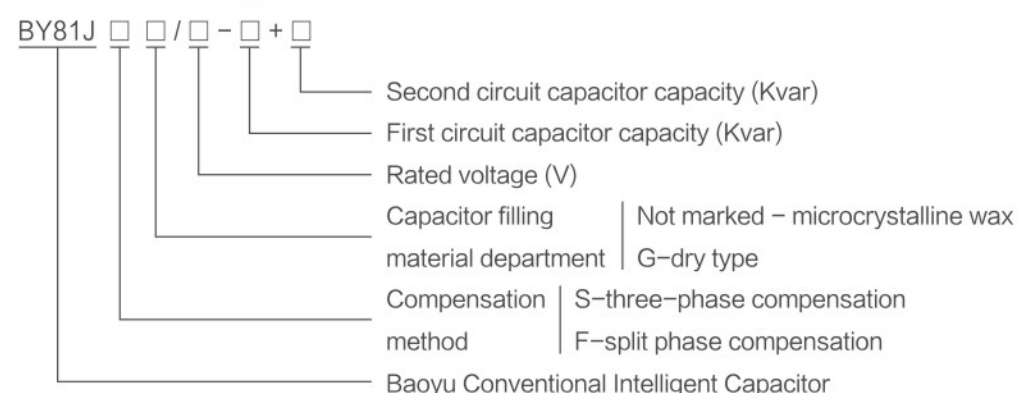 BY81J □ □ / □ - □ + □
Second circuit capacitor capacity (Kvar)
First circuit capacitor capacity (Kvar)
Rated voltage (V)
Capacitor filling
material department
Not marked - microcrystalline wax
G-dry type
Compensation
method
S-three-phase compensation
F-split phase compensation
Baoyu Conventional Intelligent Capacitor